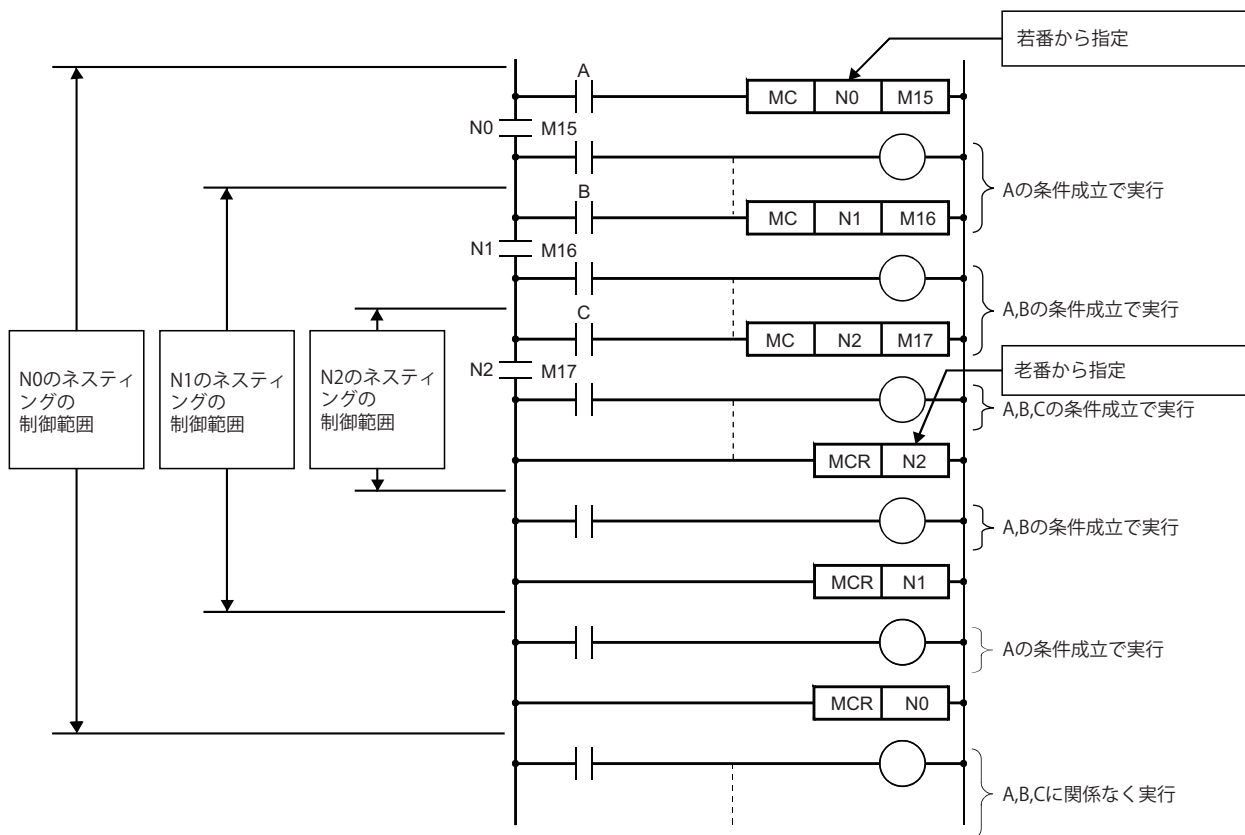 若番から指定
A
MC N0 M15
N0 M15
Aの条件成立で実行
B
MC N1 M16
N1 M16
A,Bの条件成立で実行
C
MC N2 M17
N2 M17
老番から指定
A,B,Cの条件成立で実行
N0のネスティ
ングの
制御範囲
N1のネスティ
ングの
制御範囲
N2のネスティ
ングの
制御範囲
MCR N2
A,Bの条件成立で実行
MCR N1
Aの条件成立で実行
MCR N0
A,B,Cに関係なく実行